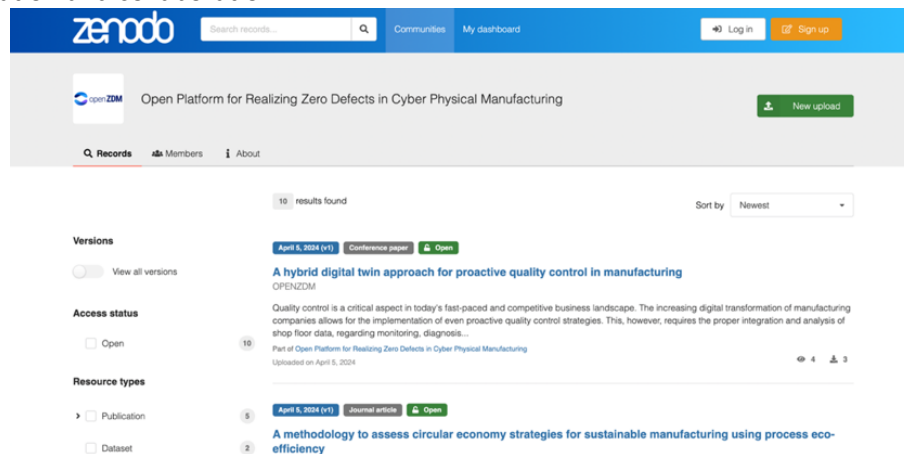 zenodo
Search records...
Communities
My dashboard
Log in
Sign up
openZDM
Open Platform for Realizing Zero Defects in Cyber Physical Manufacturing
New upload
Records
Members
About
10 results found
Sort by
Newest
Versions
View all versions
Access status
Open
10
Resource types
Publication
5
Dataset
2
April 5, 2024 (v1)
Conference paper
Open
A hybrid digital twin approach for proactive quality control in manufacturing
OPENZDM
Quality control is a critical aspect in today's fast-paced and competitive business landscape. The increasing digital transformation of manufacturing
companies allows for the implementation of even proactive quality control strategies. This, however, requires the proper integration and analysis of
shop floor data, regarding monitoring, diagnosis...
Part of Open Platform for Realizing Zero Defects in Cyber Physical Manufacturing
Uploaded on April 5, 2024
4
3
April 5, 2024 (v1)
Journal article
Open
A methodology to assess circular economy strategies for sustainable manufacturing using process eco-
efficiency